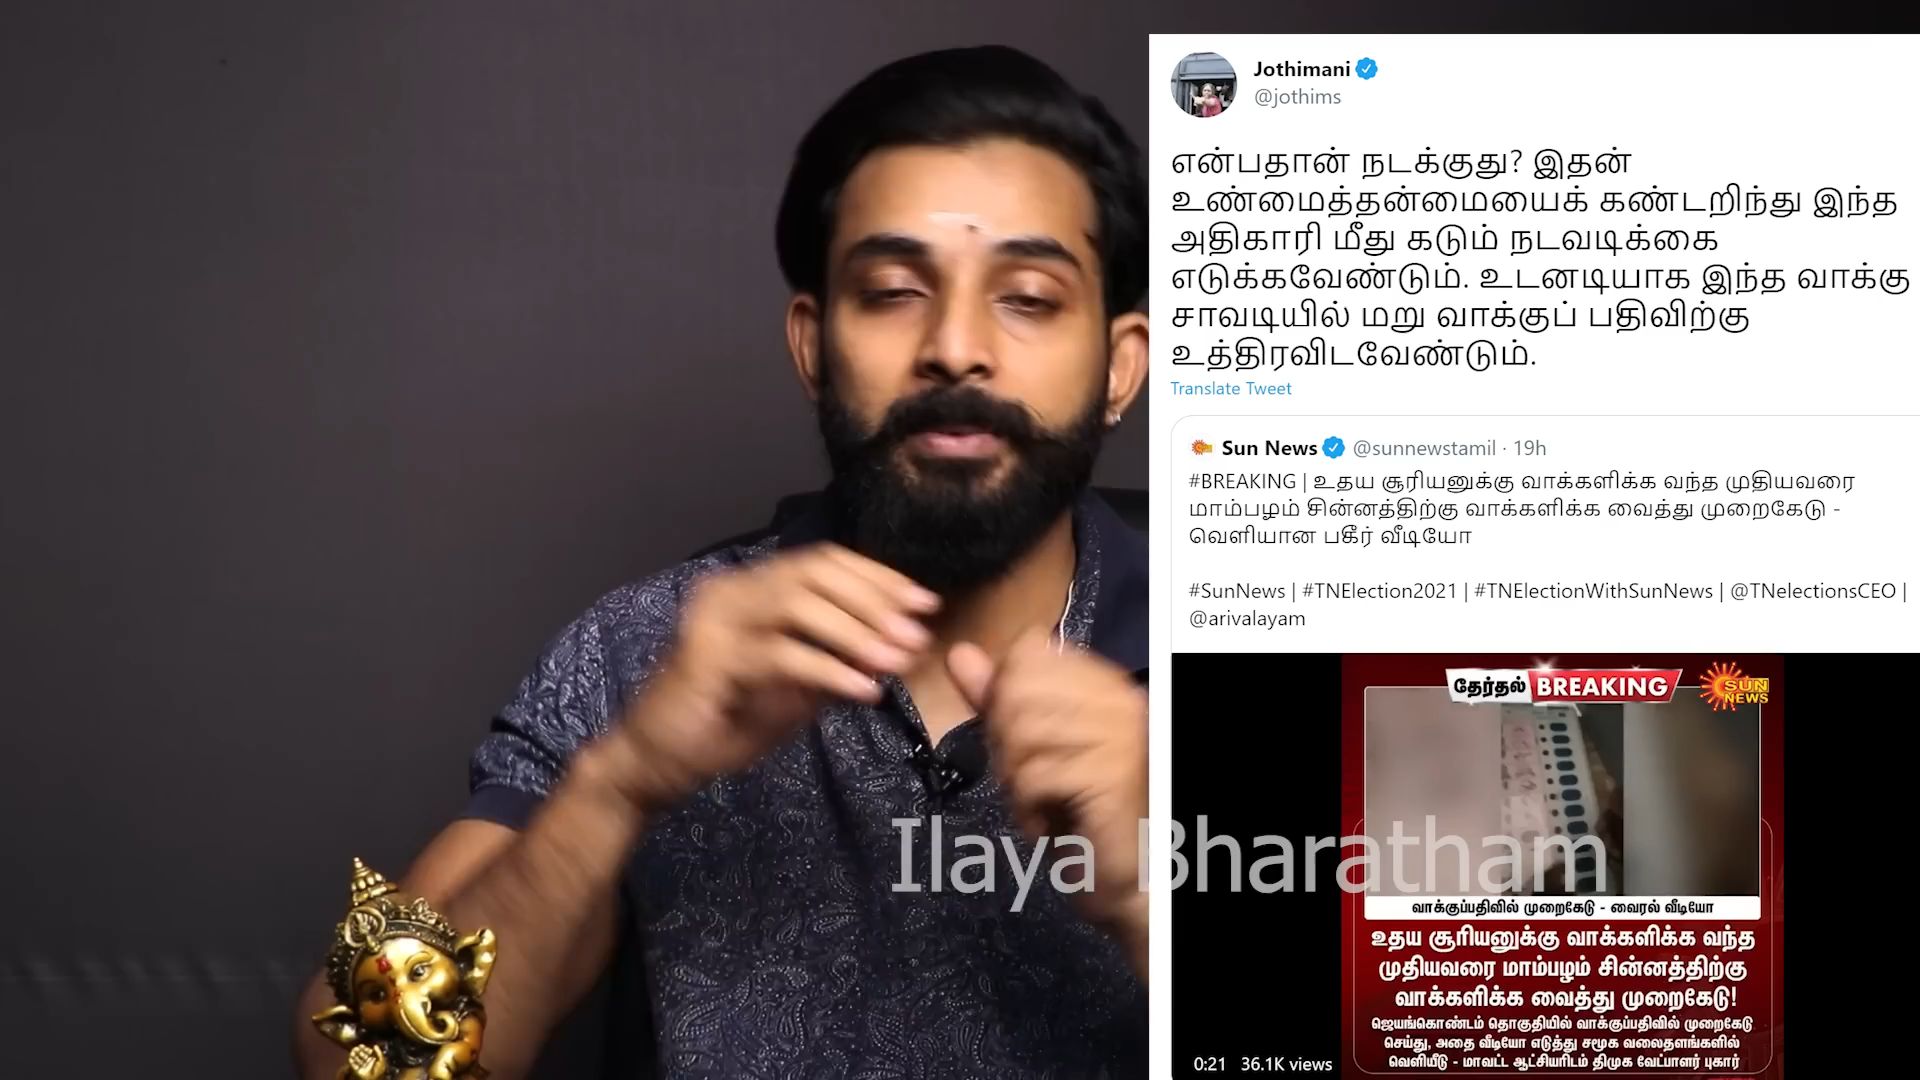 Jothimani
@jothims
என்பதான் நடக்குது? இதன்
உண்மைத்தன்மையைக் கண்டறிந்து இந்த
அதிகாரி மீது கடும் நடவடிக்கை
எடுக்கவேண்டும். உடனடியாக இந்த வாக்கு
சாவடியில் மறு வாக்குப் பதிவிற்கு
உத்திரவிடவேண்டும்.
Translate Tweet
Sun News @sunnewstamil · 19h
#BREAKING | உதய சூரியனுக்கு வாக்களிக்க வந்த முதியவரை
மாம்பழம் சின்னத்திற்கு வாக்களிக்க வைத்து முறைகேடு -
வெளியான பகீர் வீடியோ
#SunNews | #TNElection2021 | #TNElectionWithSunNews | @TNelectionsCEO |
@arivalayam
தேர்தல் BREAKING
SUN NEWS
Ilaya Bharatham
வாக்குப்பதிவில் முறைகேடு - வைரல் வீடியோ
உதய சூரியனுக்கு வாக்களிக்க வந்த
முதியவரை மாம்பழம் சின்னத்திற்கு
வாக்களிக்க வைத்து முறைகேடு!
ஜெயங்கொண்டம் தொகுதியில் வாக்குப்பதிவில் முறைகேடு
செய்து, அதை வீடியோ எடுத்து சமூக வலைதளங்களில்
வெளியீடு - மாவட்ட ஆட்சியரிடம் திமுக வேட்பாளர் புகார்
0:21 36.1K views